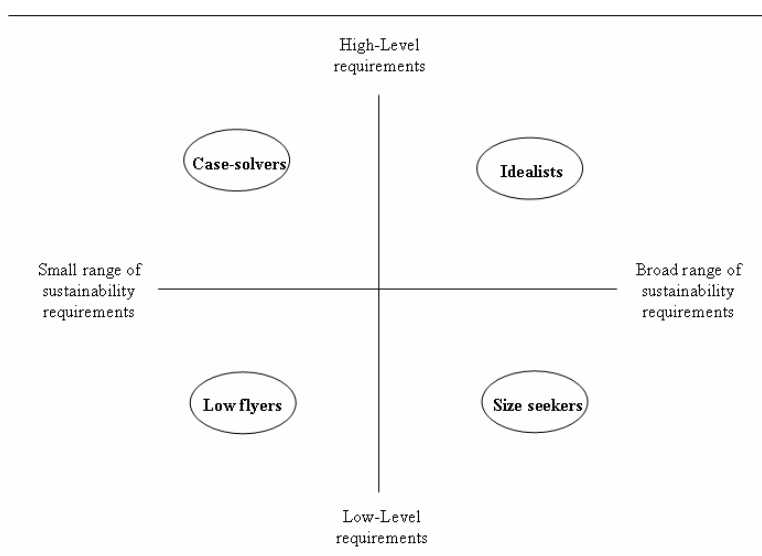 High-Level
requirements
Case-solvers
Idealists
Small range of
sustainability
requirements
Broad range of
sustainability
requirements
Low flyers
Size seekers
Low-Level
requirements